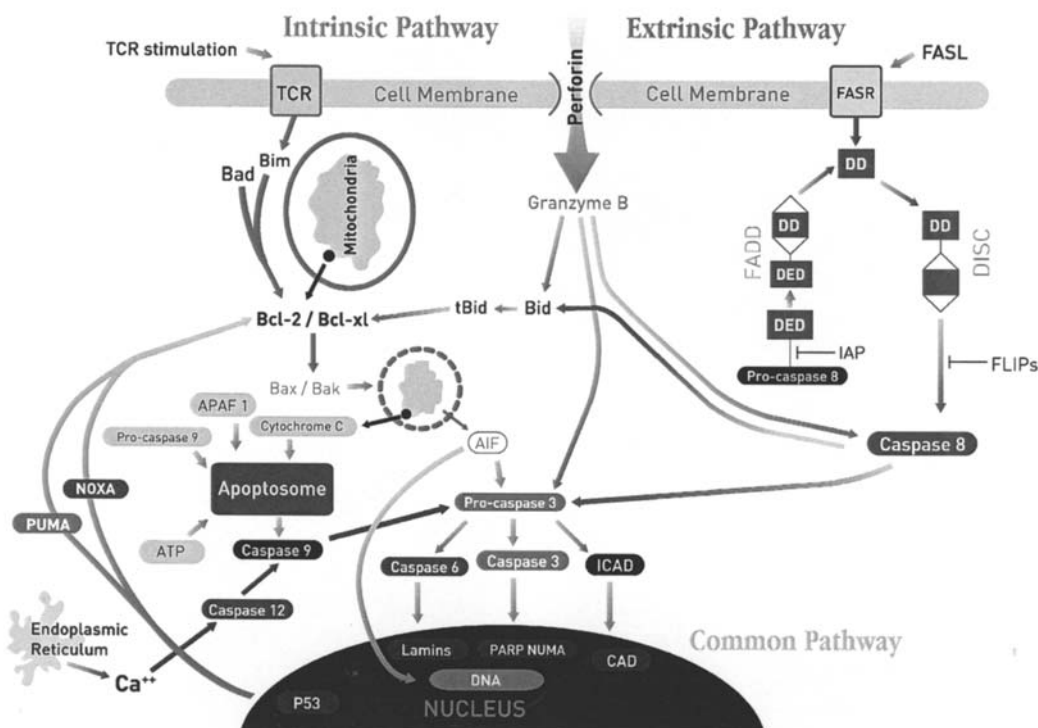 Intrinsic Pathway
Extrinsic Pathway
TCR stimulation
FASL
TCR
Cell Membrane
Perforin
Cell Membrane
FASR
Bim
Bad
Mitochondria
DD
Granzyme B
FADD
DD
DD
DISC
DED
DED
Bcl-2 / Bcl-xl
tBid
Bid
IAP
FLIPs
Pro-caspase 8
Bax / Bak
APAF 1
Cytochrome C
Pro-caspase 9
AIF
Caspase 8
NOXA
Apoptosome
Pro-caspase 3
PUMA
ATP
Caspase 9
Caspase 6
Caspase 3
ICAD
Caspase 12
Endoplasmic
Reticulum
Ca++
Common Pathway
Lamins
PARP NUMA
CAD
DNA
P53
NUCLEUS